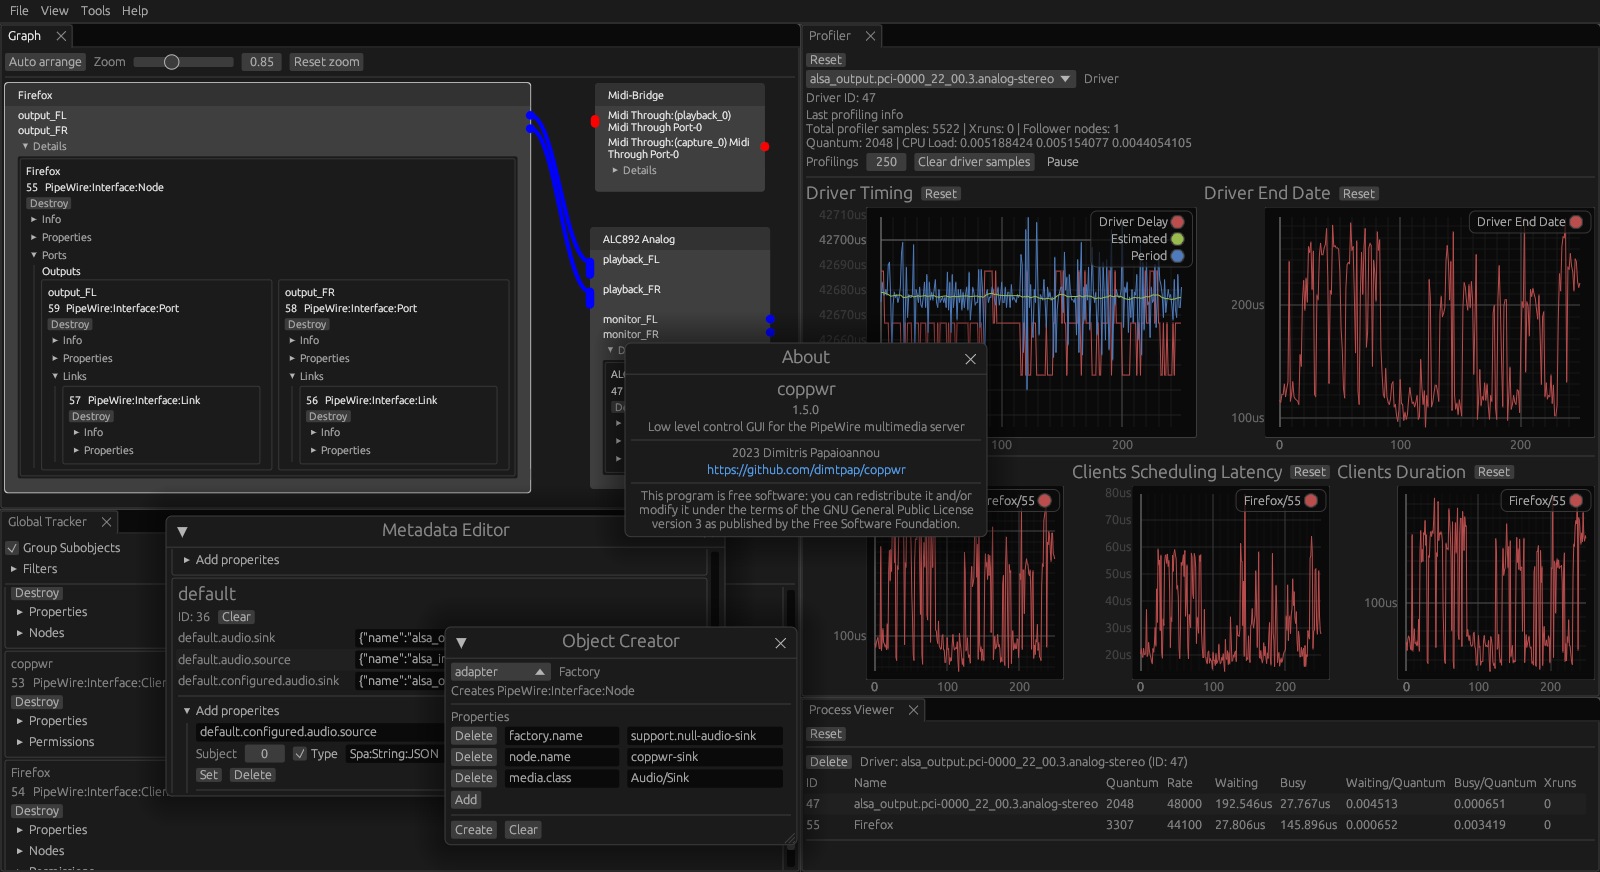 File View Tools Help
Graph
Auto arrange Zoom 0.85 Reset zoom
Firefox
output_FL
output_FR
Details
Firefox
55 PipeWire:Interface:Node
Destroy
Info
Properties
Ports
Outputs
output_FL
59 PipeWire:Interface:Port
Destroy
Info
Properties
Links
57 PipeWire:Interface:Link
Destroy
Info
Properties
output_FR
58 PipeWire:Interface:Port
Destroy
Info
Properties
Links
56 PipeWire:Interface:Link
Destroy
Info
Properties
Midi-Bridge
Midi Through:(playback_0)
Midi Through Port-0
Midi Through:(capture_0) Midi
Through Port-0
Details
ALC892 Analog
playback_FL
playback_FR
monitor_FL
monitor_FR
D
ALC
47
De
About
coppwr
1.5.0
Low level control GUI for the PipeWire multimedia server
2023 Dimitris Papaioannou
https://github.com/dimtpap/coppwr
This program is free software: you can redistribute it and/or
modify it under the terms of the GNU General Public License
version 3 as published by the Free Software Foundation.
Global Tracker
Group Subobjects
Filters
Destroy
Properties
Nodes
coppwr
53 PipeWire:Interface:Clier
Destroy
Properties
Permissions
Firefox
54 PipeWire:Interface:Clier
Destroy
Properties
Nodes
Metadata Editor
Add properites
default
ID: 36 Clear
default.audio.sink {"name":"alsa_o
default.audio.source {"name":"alsa_in
default.configured.audio.sink {"name":"alsa_o
Add properites
default.configured.audio.source
Subject 0 Type Spa:String:JSON
Set Delete
Object Creator
adapter Factory
Creates PipeWire:Interface:Node
Properties
Delete factory.name support.null-audio-sink
Delete node.name coppwr-sink
Delete media.class Audio/Sink
Add
Create Clear
Profiler
Reset
alsa_output.pci-0000_22_00.3.analog-stereo Driver
Driver ID: 47
Last profiling info
Total profiler samples: 5522 | Xruns: 0 | Follower nodes: 1
Quantum: 2048 | CPU Load: 0.005188424 0.005154077 0.0044054105
Profilings 250 Clear driver samples Pause
Driver Timing Reset
42710us
42700us
42690us
42680us
42670us
42660us
Driver Delay
Estimated
Period
100 200
Driver End Date Reset
Driver End Date
200us
100us
0 100 200
refox/55
100us
0 100 200
Clients Scheduling Latency Reset
Firefox/55
80us
70us
60us
50us
40us
30us
20us
0 100 200
Clients Duration Reset
Firefox/55
100us
0 100 200
Process Viewer
Reset
Delete Driver: alsa_output.pci-0000_22_00.3.analog-stereo (ID: 47)
ID Name Quantum Rate Waiting Busy Waiting/Quantum Busy/Quantum Xruns
47 alsa_output.pci-0000_22_00.3.analog-stereo 2048 48000 192.546us 27.767us 0.004513 0.000651 0
55 Firefox 3307 44100 27.806us 145.896us 0.000652 0.003419 0